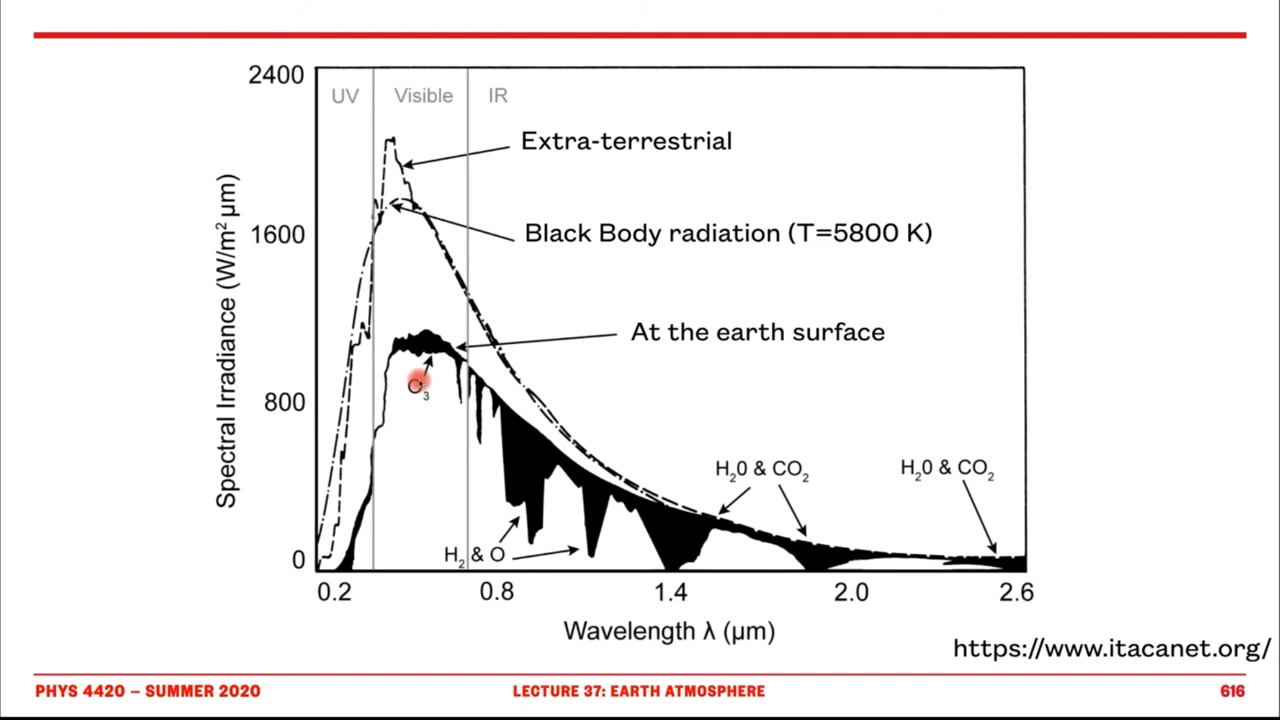 2400
UV
Visible
IR
Extra-terrestrial
Black Body radiation (T=5800 K)
1600
At the earth surface
O₃
800
H₂0 & CO₂
H₂0 & CO₂
H₂ & O
0
0.2
0.8
1.4
2.0
2.6
Spectral Irradiance (W/m² μm)
Wavelength λ (μm)
https://www.itacanet.org/
PHYS 4420 – SUMMER 2020
LECTURE 37: EARTH ATMOSPHERE
616